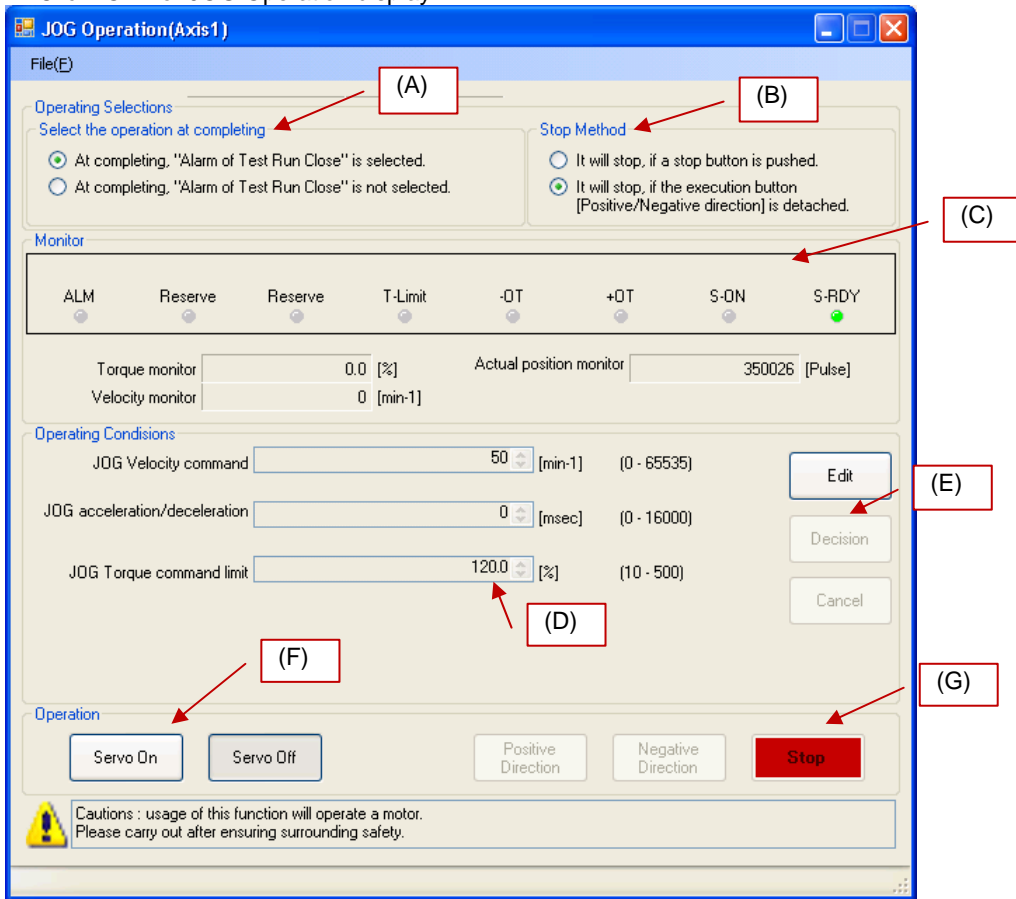 JOG Operation(Axis1)
File(F)
(A)
(B)
Operating Selections
Select the operation at completing
Stop Method
At completing, "Alarm of Test Run Close" is selected.
At completing, "Alarm of Test Run Close" is not selected.
It will stop, if a stop button is pushed.
It will stop, if the execution button
[Positive/Negative direction] is detached.
(C)
Monitor
ALM Reserve Reserve T-Limit -OT +OT S-ON S-RDY
Torque monitor 0.0 [%] Actual position monitor 350026 [Pulse]
Velocity monitor 0 [min-1]
Operating Condisions
JOG Velocity command 50 [min-1] (0 - 65535)
Edit
(E)
JOG acceleration/deceleration 0 [msec] (0 - 16000)
Decision
JOG Torque command limit 120.0 [%] (10 - 500)
Cancel
(D)
(F)
(G)
Operation
Servo On Servo Off Positive Direction Negative Direction Stop
Cautions : usage of this function will operate a motor.
Please carry out after ensuring surrounding safety.